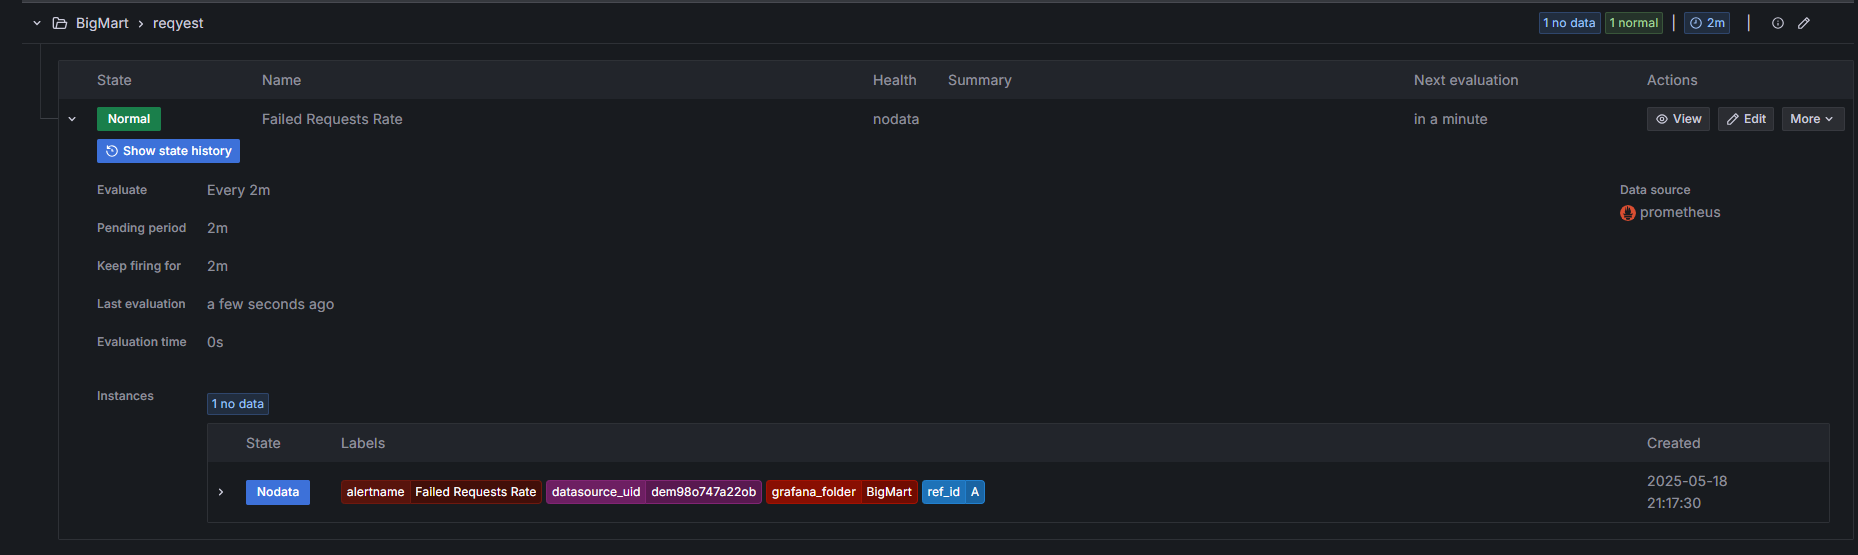 BigMart › reqyest 1 no data 1 normal 2m
State Name Health Summary Next evaluation Actions
Normal Failed Requests Rate nodata in a minute View Edit More
Show state history
Evaluate Every 2m Data source
prometheus
Pending period 2m
Keep firing for 2m
Last evaluation a few seconds ago
Evaluation time 0s
Instances 1 no data
State Labels Created
Nodata alertname Failed Requests Rate datasource_uid dem98o747a22ob grafana_folder BigMart ref_id A 2025-05-18
21:17:30